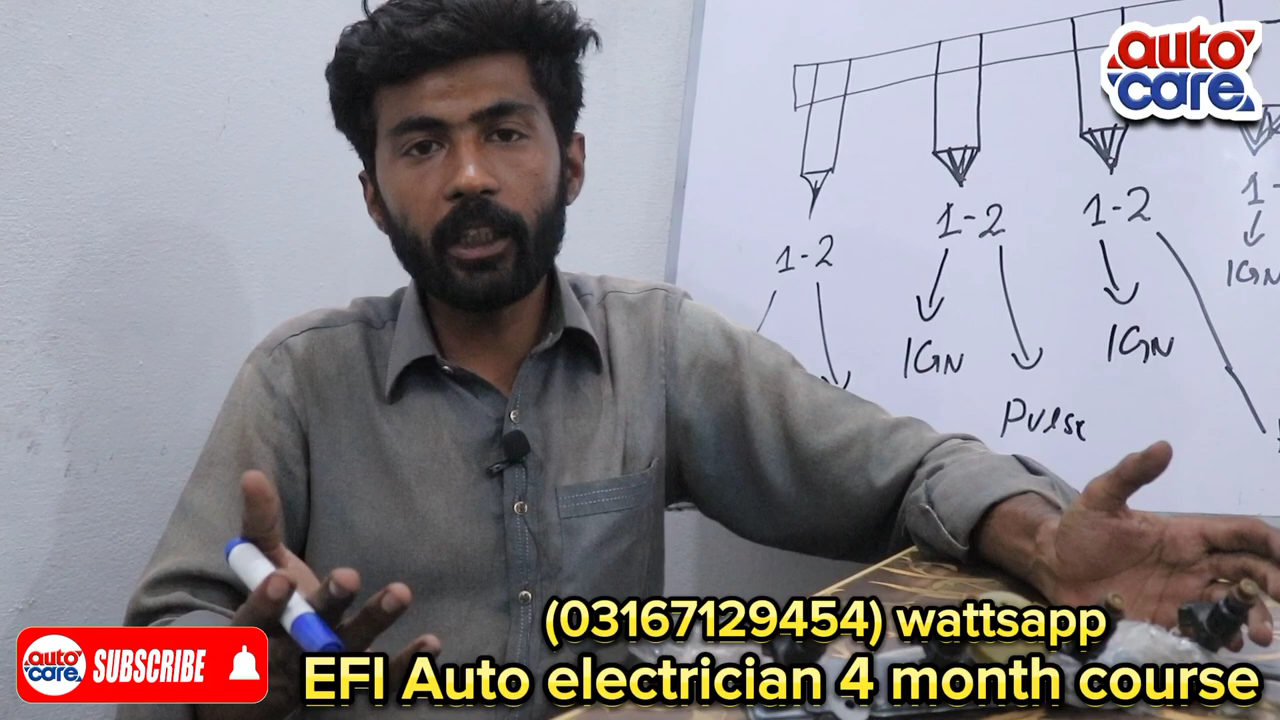 auto
care
1-2
1-2
1-2
1-
IGN
Pulse
IGN
IGN
(03167129454) wattsapp
EFI Auto electrician 4 month course
auto
care.
SUBSCRIBE